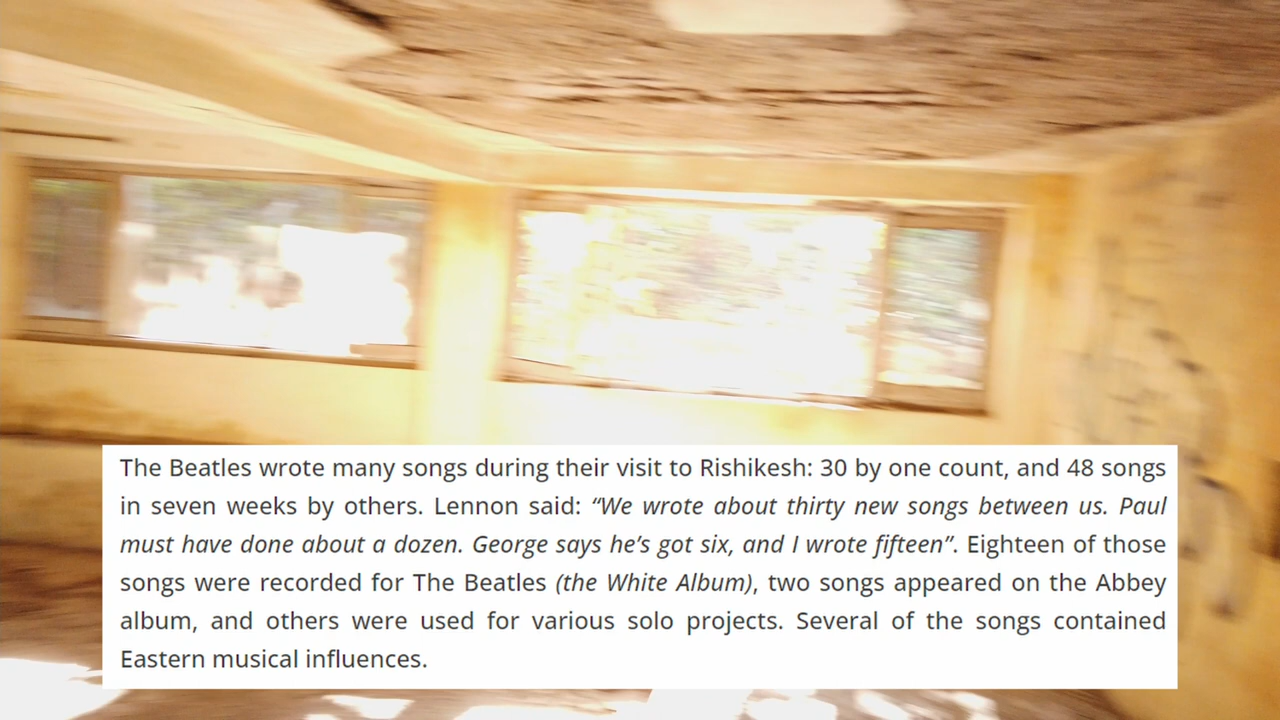 The Beatles wrote many songs during their visit to Rishikesh: 30 by one count, and 48 songs
in seven weeks by others. Lennon said: “We wrote about thirty new songs between us. Paul
must have done about a dozen. George says he’s got six, and I wrote fifteen”. Eighteen of those
songs were recorded for The Beatles (the White Album), two songs appeared on the Abbey
album, and others were used for various solo projects. Several of the songs contained
Eastern musical influences.